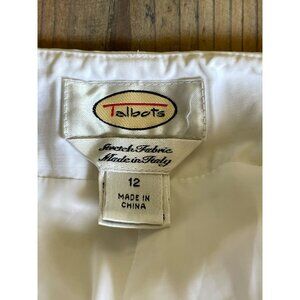 Talbots
Stretch Fabric
Made in Italy
12
MADE IN
CHINA